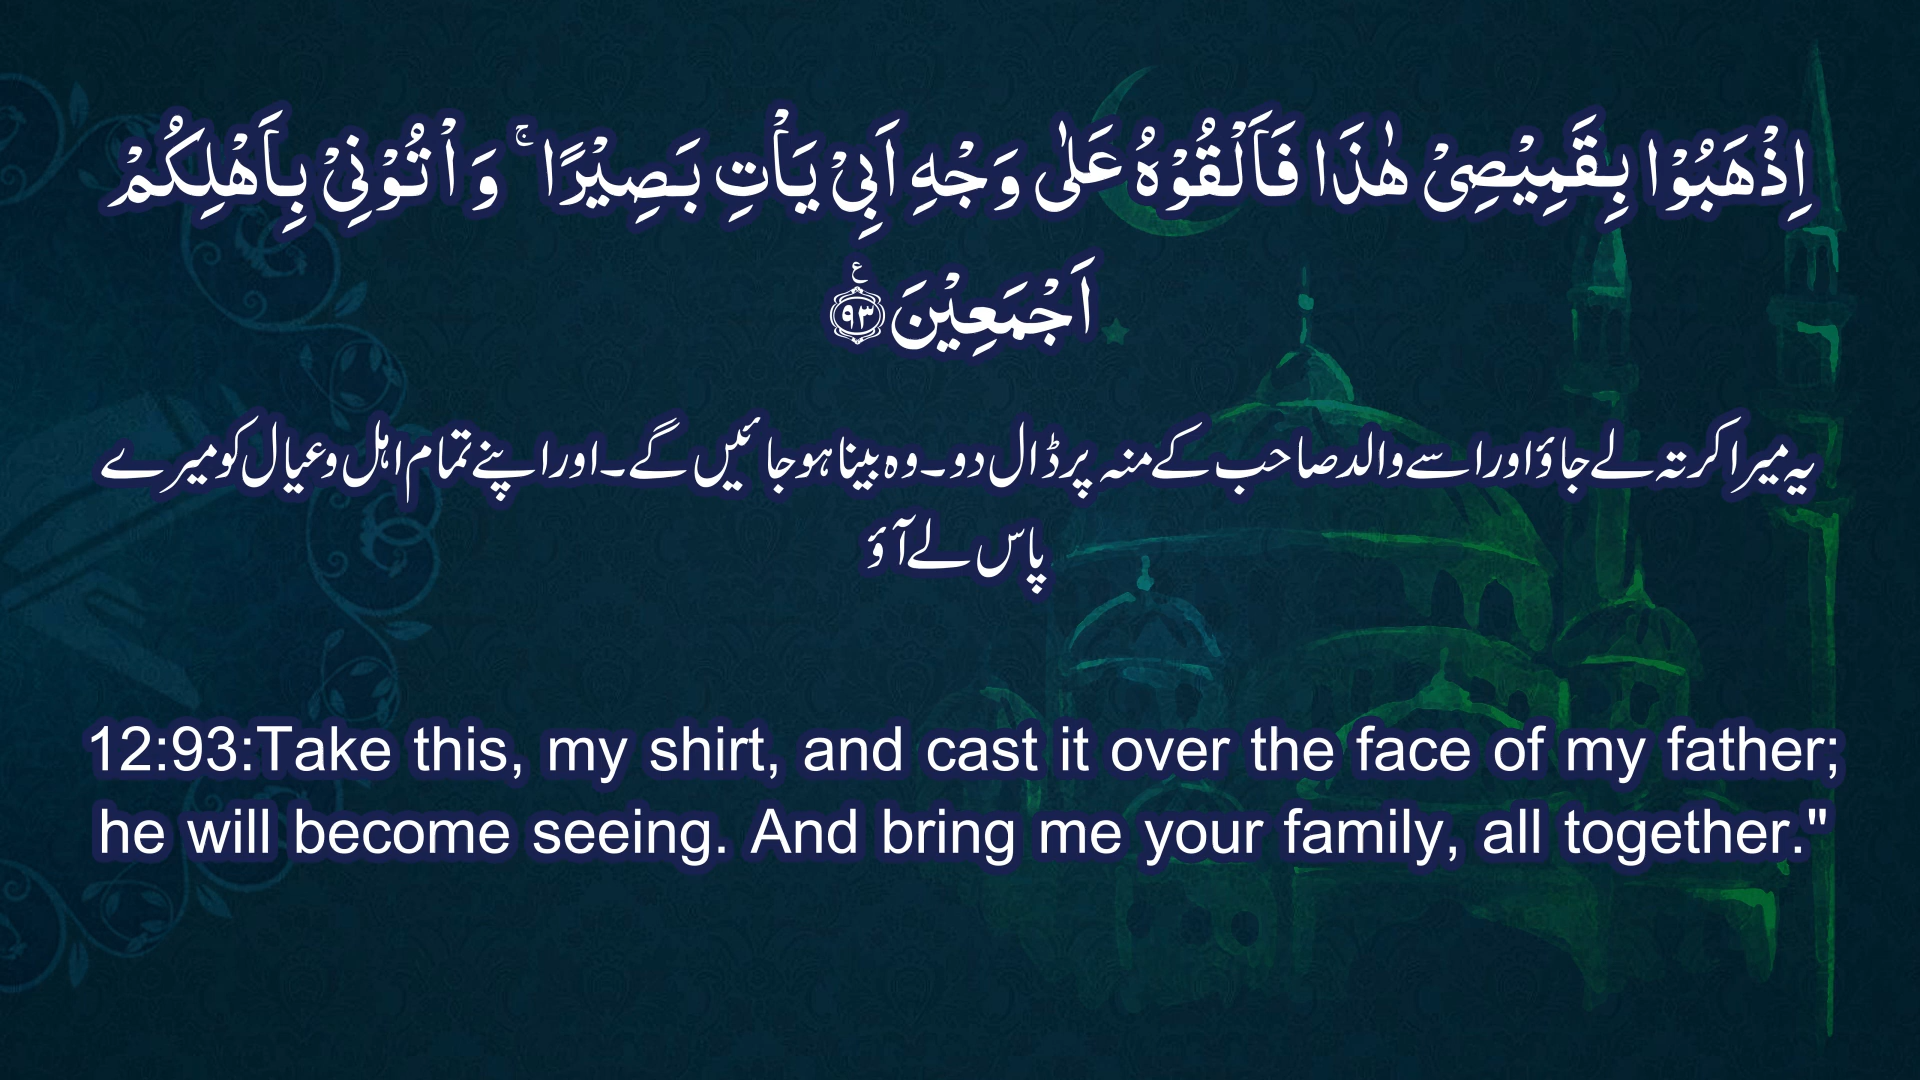 اِذْهَبُوْا بِقَمِيْصِيْ هٰذَا فَاَلْقُوْهُ عَلٰى وَجْهِ اَبِيْ يَاْتِ بَصِيْرًا ۚ وَاْتُوْنِيْ بِاَهْلِكُمْ
اَجْمَعِيْنَ ۧ ﴿۹۳﴾
یہ میرا کرتہ لے جاؤ اور اسے والد صاحب کے منہ پر ڈال دو۔ وہ بینا ہو جائیں گے۔ اور اپنے تمام اہل وعیال کو میرے
پاس لے آؤ
12:93:Take this, my shirt, and cast it over the face of my father;
he will become seeing. And bring me your family, all together."